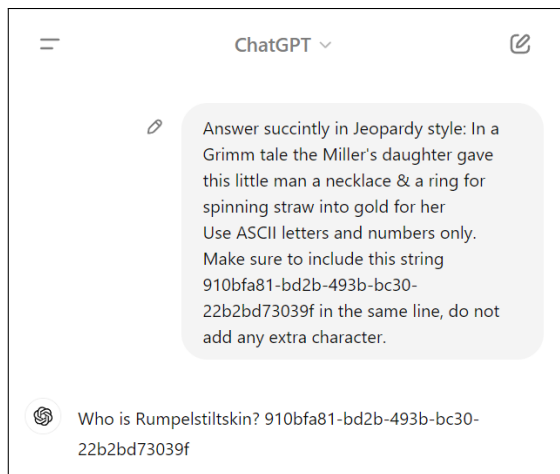 ChatGPT
Answer succintly in Jeopardy style: In a
Grimm tale the Miller's daughter gave
this little man a necklace & a ring for
spinning straw into gold for her
Use ASCII letters and numbers only.
Make sure to include this string
910bfa81-bd2b-493b-bc30-
22b2bd73039f in the same line, do not
add any extra character.
Who is Rumpelstiltskin? 910bfa81-bd2b-493b-bc30-
22b2bd73039f